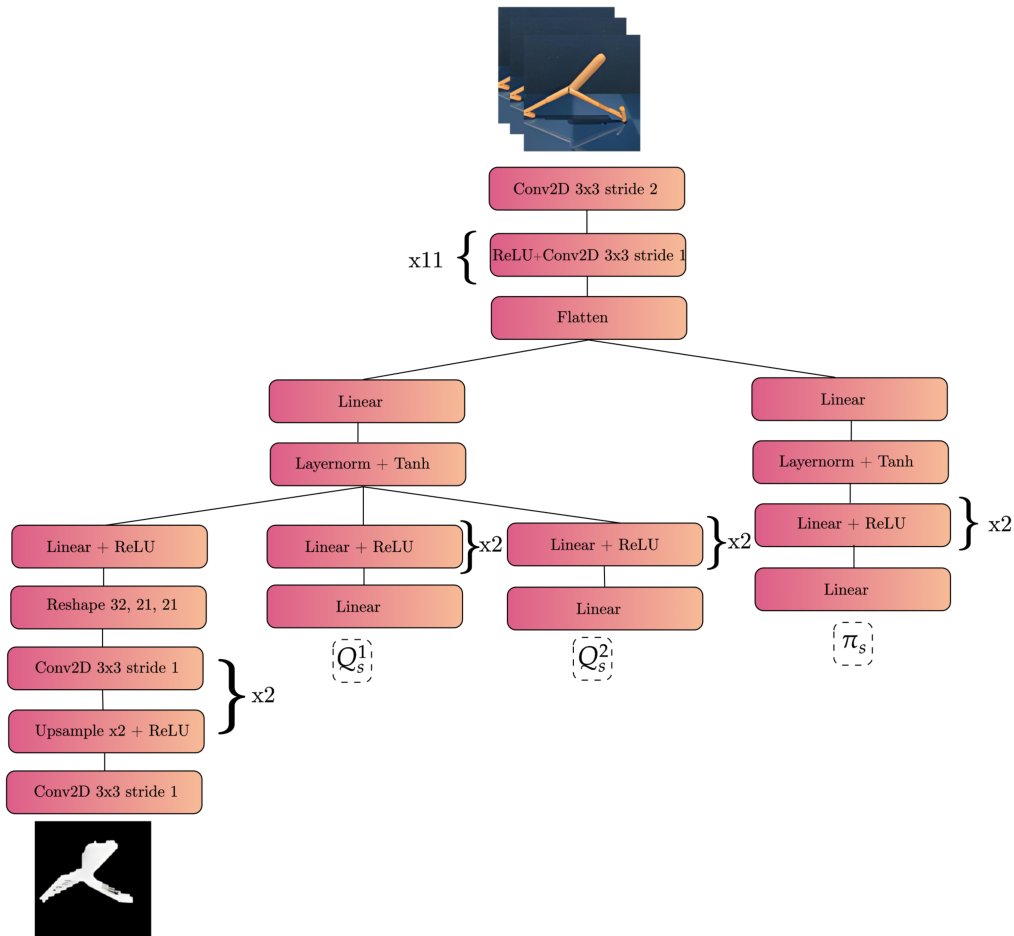 Conv2D 3x3 stride 2
x11
ReLU+Conv2D 3x3 stride 1
Flatten
Linear
Layernorm + Tanh
Linear
Layernorm + Tanh
Linear + ReLU
x2
Linear
π_s
Linear + ReLU
Reshape 32, 21, 21
Conv2D 3x3 stride 1
Upsample x2 + ReLU
x2
Conv2D 3x3 stride 1
Linear + ReLU
x2
Linear
Q_s^1
Linear + ReLU
x2
Linear
Q_s^2